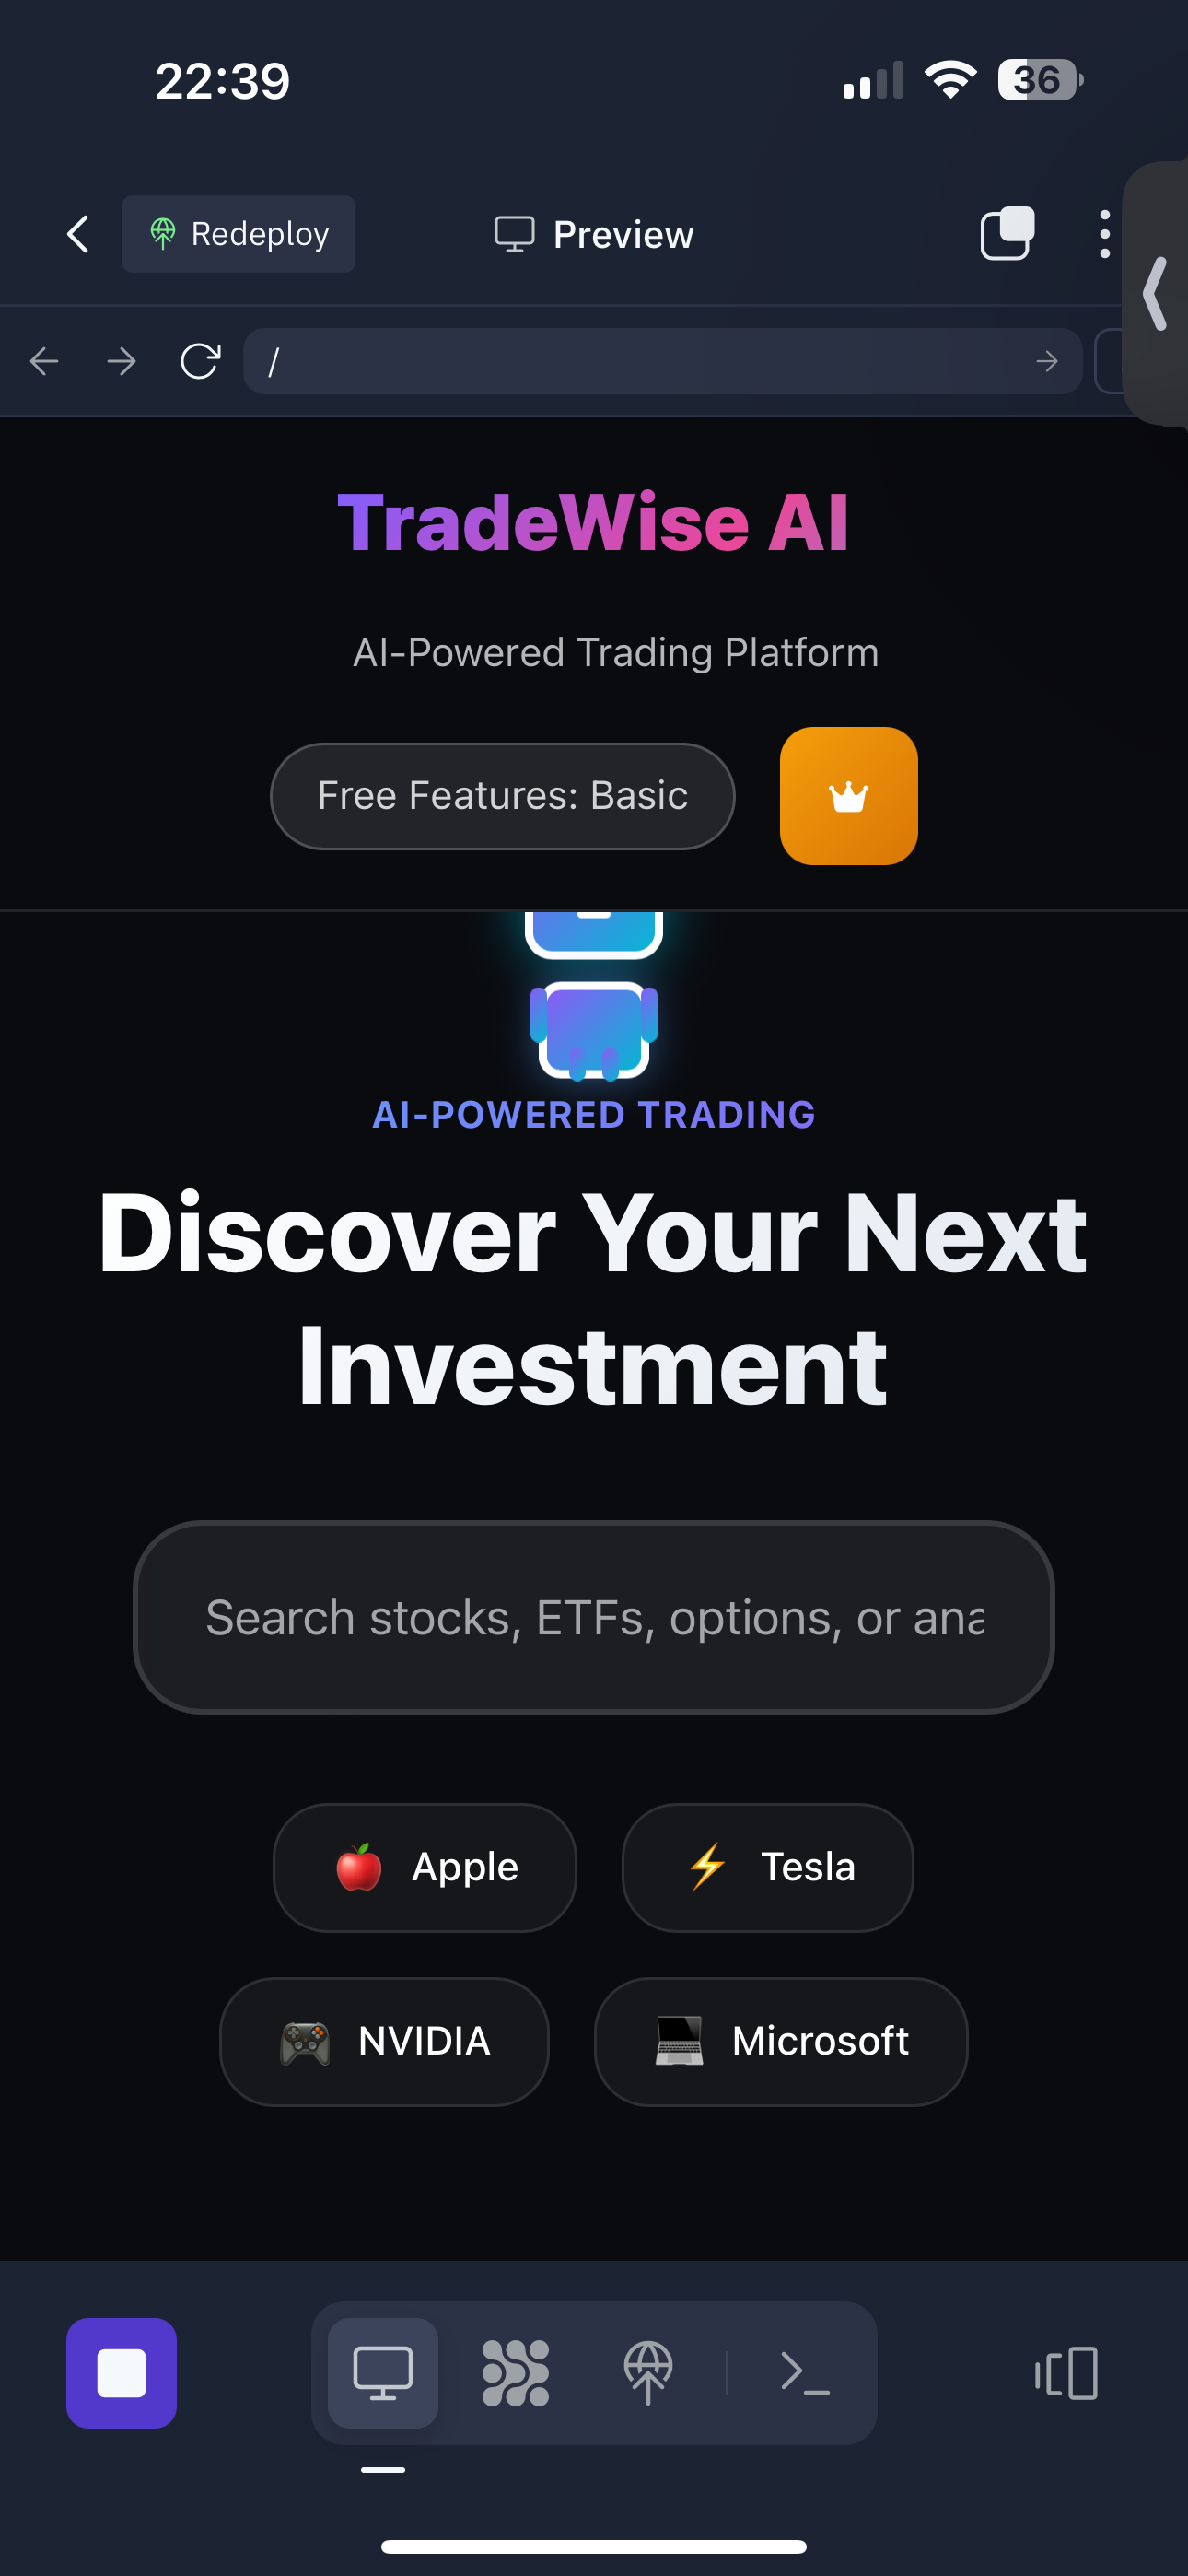 22:39
36
Redeploy
Preview
/
TradeWise AI
AI-Powered Trading Platform
Free Features: Basic
AI-POWERED TRADING
Discover Your Next
Investment
Search stocks, ETFs, options, or ana
Apple
Tesla
NVIDIA
Microsoft